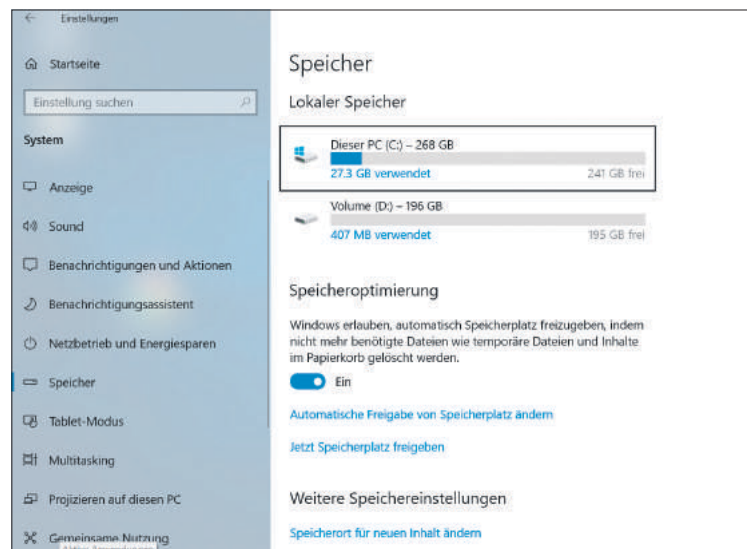 Einstellungen
Startseite
Einstellung suchen
System
Anzeige
Sound
Benachrichtigungen und Aktionen
Benachrichtigungsassistent
Netzbetrieb und Energiesparen
Speicher
Tablet-Modus
Multitasking
Projizieren auf diesen PC
Gemeinsame Nutzung
Speicher
Lokaler Speicher
Dieser PC (C:) – 268 GB
27.3 GB verwendet 241 GB frei
Volume (D:) – 196 GB
407 MB verwendet 195 GB frei
Speicheroptimierung
Windows erlauben, automatisch Speicherplatz freizugeben, indem
nicht mehr benötigte Dateien wie temporäre Dateien und Inhalte
im Papierkorb gelöscht werden.
Ein
Automatische Freigabe von Speicherplatz ändern
Jetzt Speicherplatz freigeben
Weitere Speichereinstellungen
Speicherort für neuen Inhalt ändern